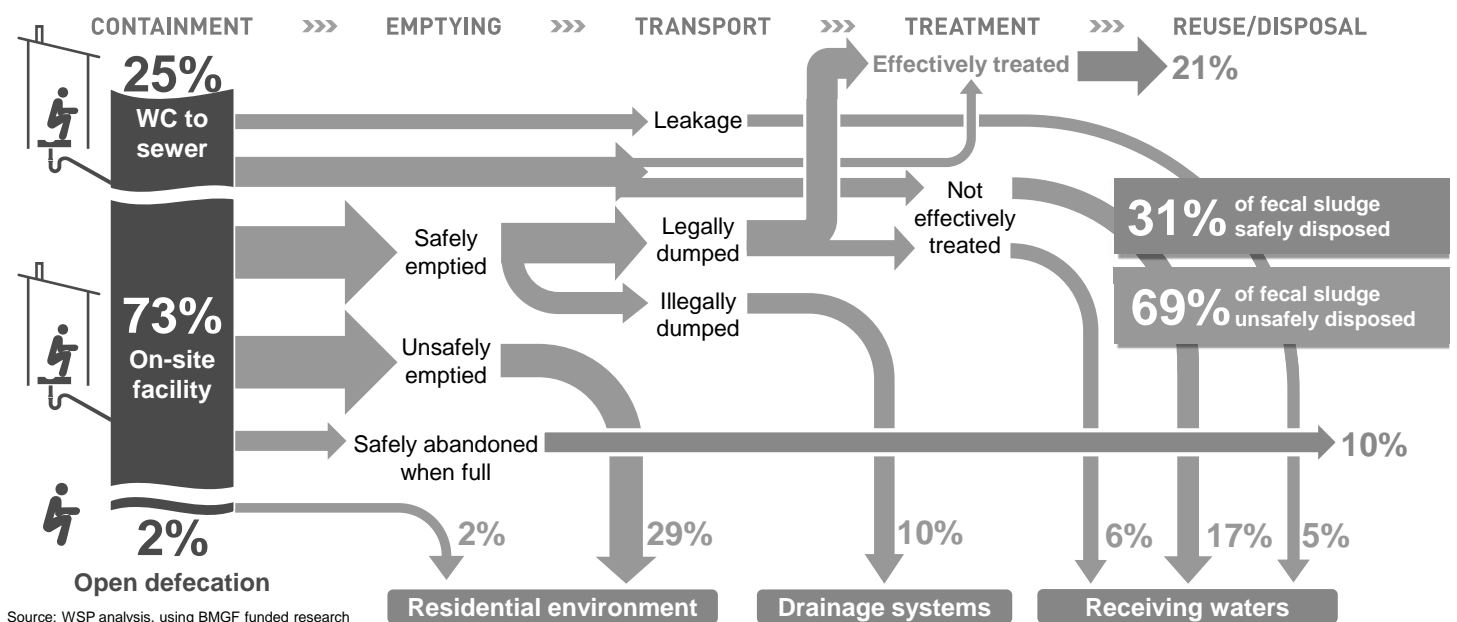 CONTAINMENT »»» EMPTYING »»» TRANSPORT »»» TREATMENT »»» REUSE/DISPOSAL
25%
WC to
sewer
Leakage
Effectively treated
21%
Not
effectively
treated
Safely
emptied
Legally
dumped
Illegally
dumped
31%
of fecal sludge
safely disposed
69%
of fecal sludge
unsafely disposed
73%
On-site
facility
Unsafely
emptied
Safely abandoned
when full
10%
2%
Open defecation
2%
29%
10%
6%
17%
5%
Residential environment
Drainage systems
Receiving waters
Source: WSP analysis, using BMGF funded research